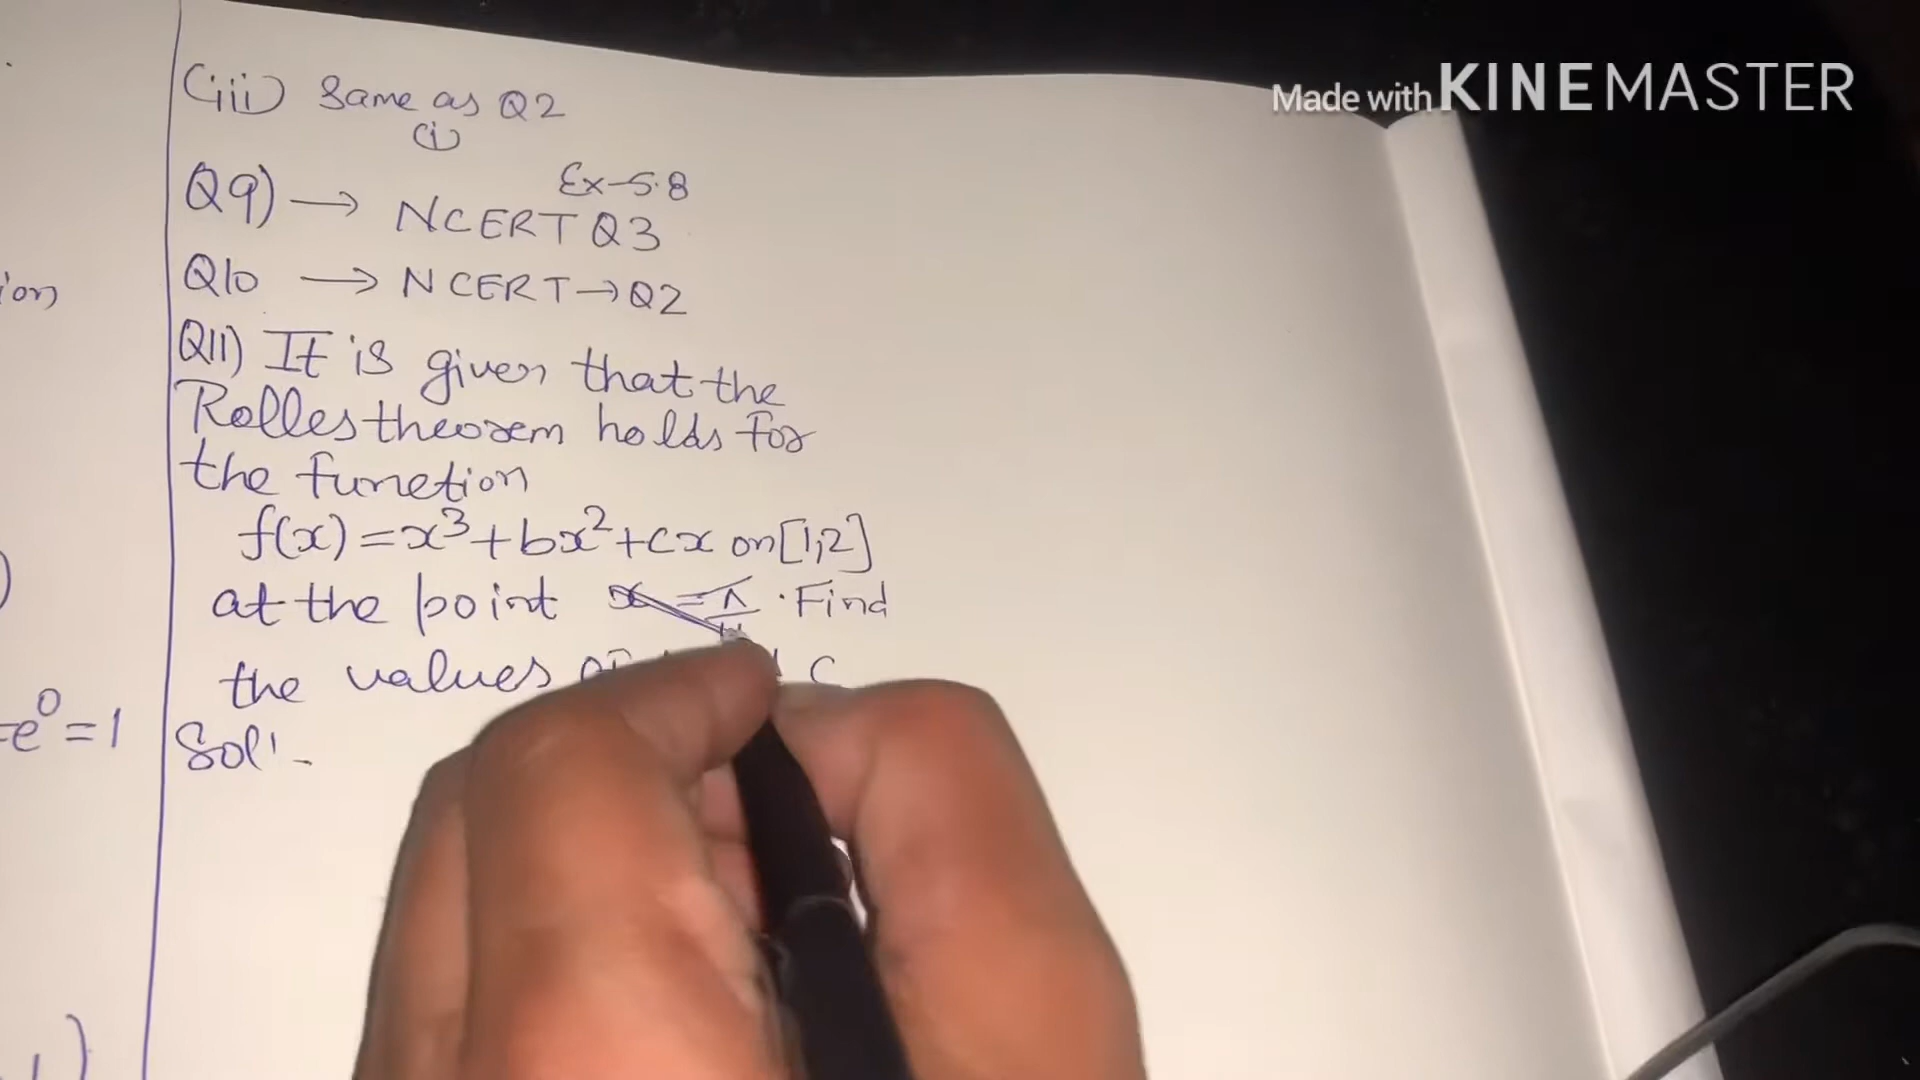 Made with KINEMASTER
(iii) Same as Q2
(i)
Ex-5.8
Q9) → NCERT Q3
Q10 → NCERT → Q2
Q11) It is given that the
Rolles theorem holds for
the function
f(x) = x³ + bx² + cx on [1,2]
at the point x = π . Find
the values c
Sol! -
ion
)
= e⁰ = 1
)